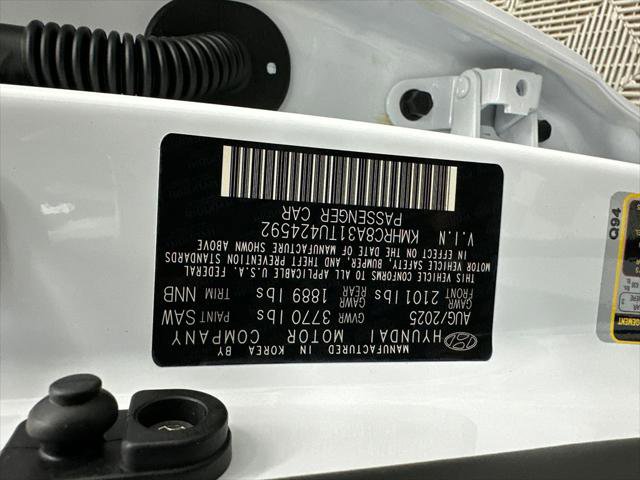 MANUFACTURED IN KOREA BY
HYUNDAI MOTOR COMPANY
AUG/2025 GVWR 3770 lbs PAINT SAW
GAWR FRONT 2101 lbs GAWR REAR 1889 lbs TRIM NNB
THIS VEHICLE CONFORMS TO ALL APPLICABLE U.S.A. FEDERAL
MOTOR VEHICLE SAFETY, BUMPER, AND THEFT PREVENTION STANDARDS
IN EFFECT ON THE DATE OF MANUFACTURE SHOWN ABOVE
V.I.N KMHRC8A31TU424592
PASSENGER CAR
Q94